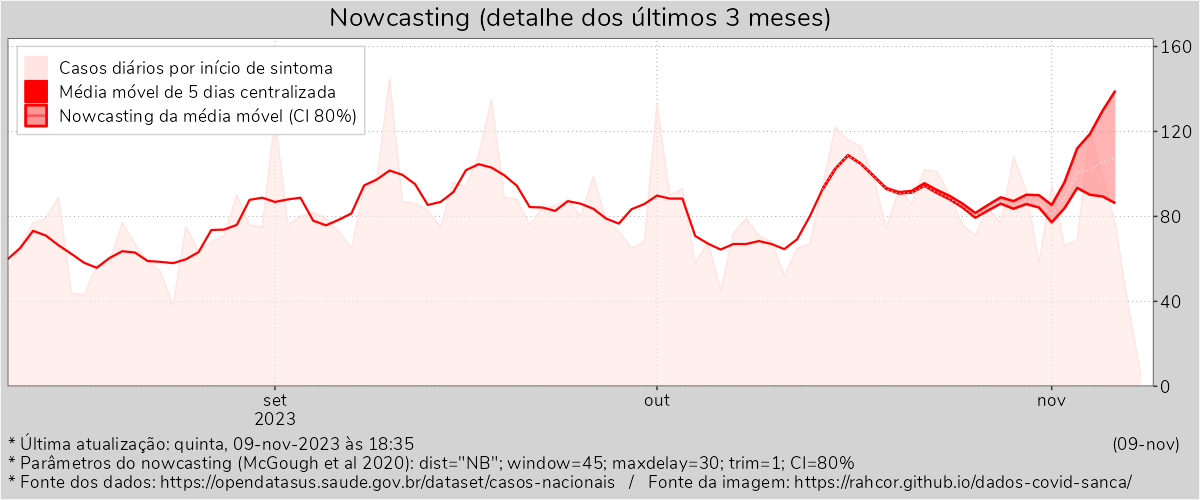 Nowcasting (detalhe dos últimos 3 meses)
Casos diários por início de sintoma
Média móvel de 5 dias centralizada
Nowcasting da média móvel (CI 80%)
160
120
80
40
0
set
2023
out
nov
* Última atualização: quinta, 09-nov-2023 às 18:35
(09-nov)
* Parâmetros do nowcasting (McGough et al 2020): dist="NB"; window=45; maxdelay=30; trim=1; CI=80%
* Fonte dos dados: https://opendatasus.saude.gov.br/dataset/casos-nacionais / Fonte da imagem: https://rahcor.github.io/dados-covid-sanca/